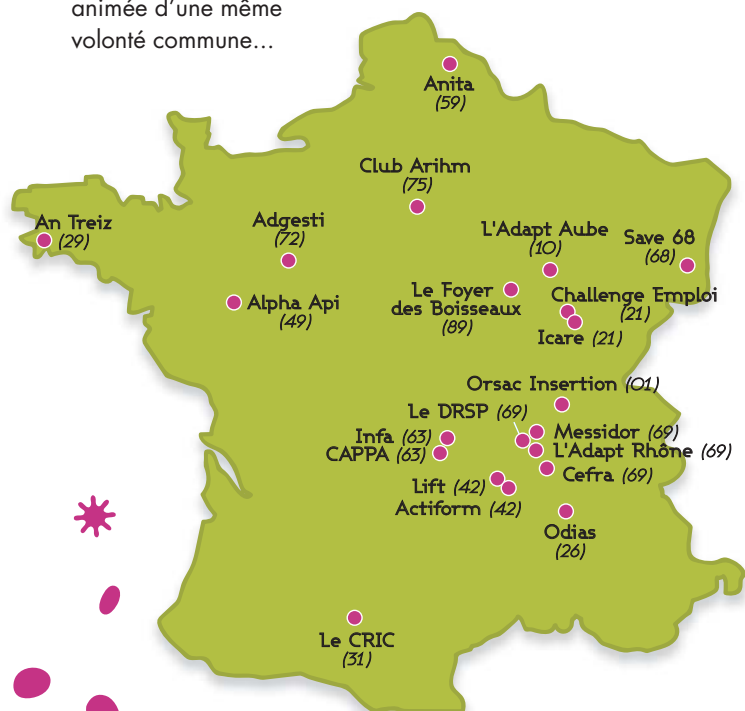 animée d'une même
volonté commune...
Anita
(59)
Club Arihm
(75)
An Treiz
(29)
Adgesti
(72)
L'Adapt Aube
(10)
Save 68
(68)
Alpha Api
(49)
Le Foyer
des Boisseaux
(89)
Challenge Emploi
(21)
Icare (21)
Orsac Insertion (01)
Le DRSP (69)
Infa (63)
CAPPA (63)
Messidor (69)
L'Adapt Rhône (69)
Cefra (69)
Lift (42)
Actiform (42)
Odias
(26)
Le CRIC
(31)